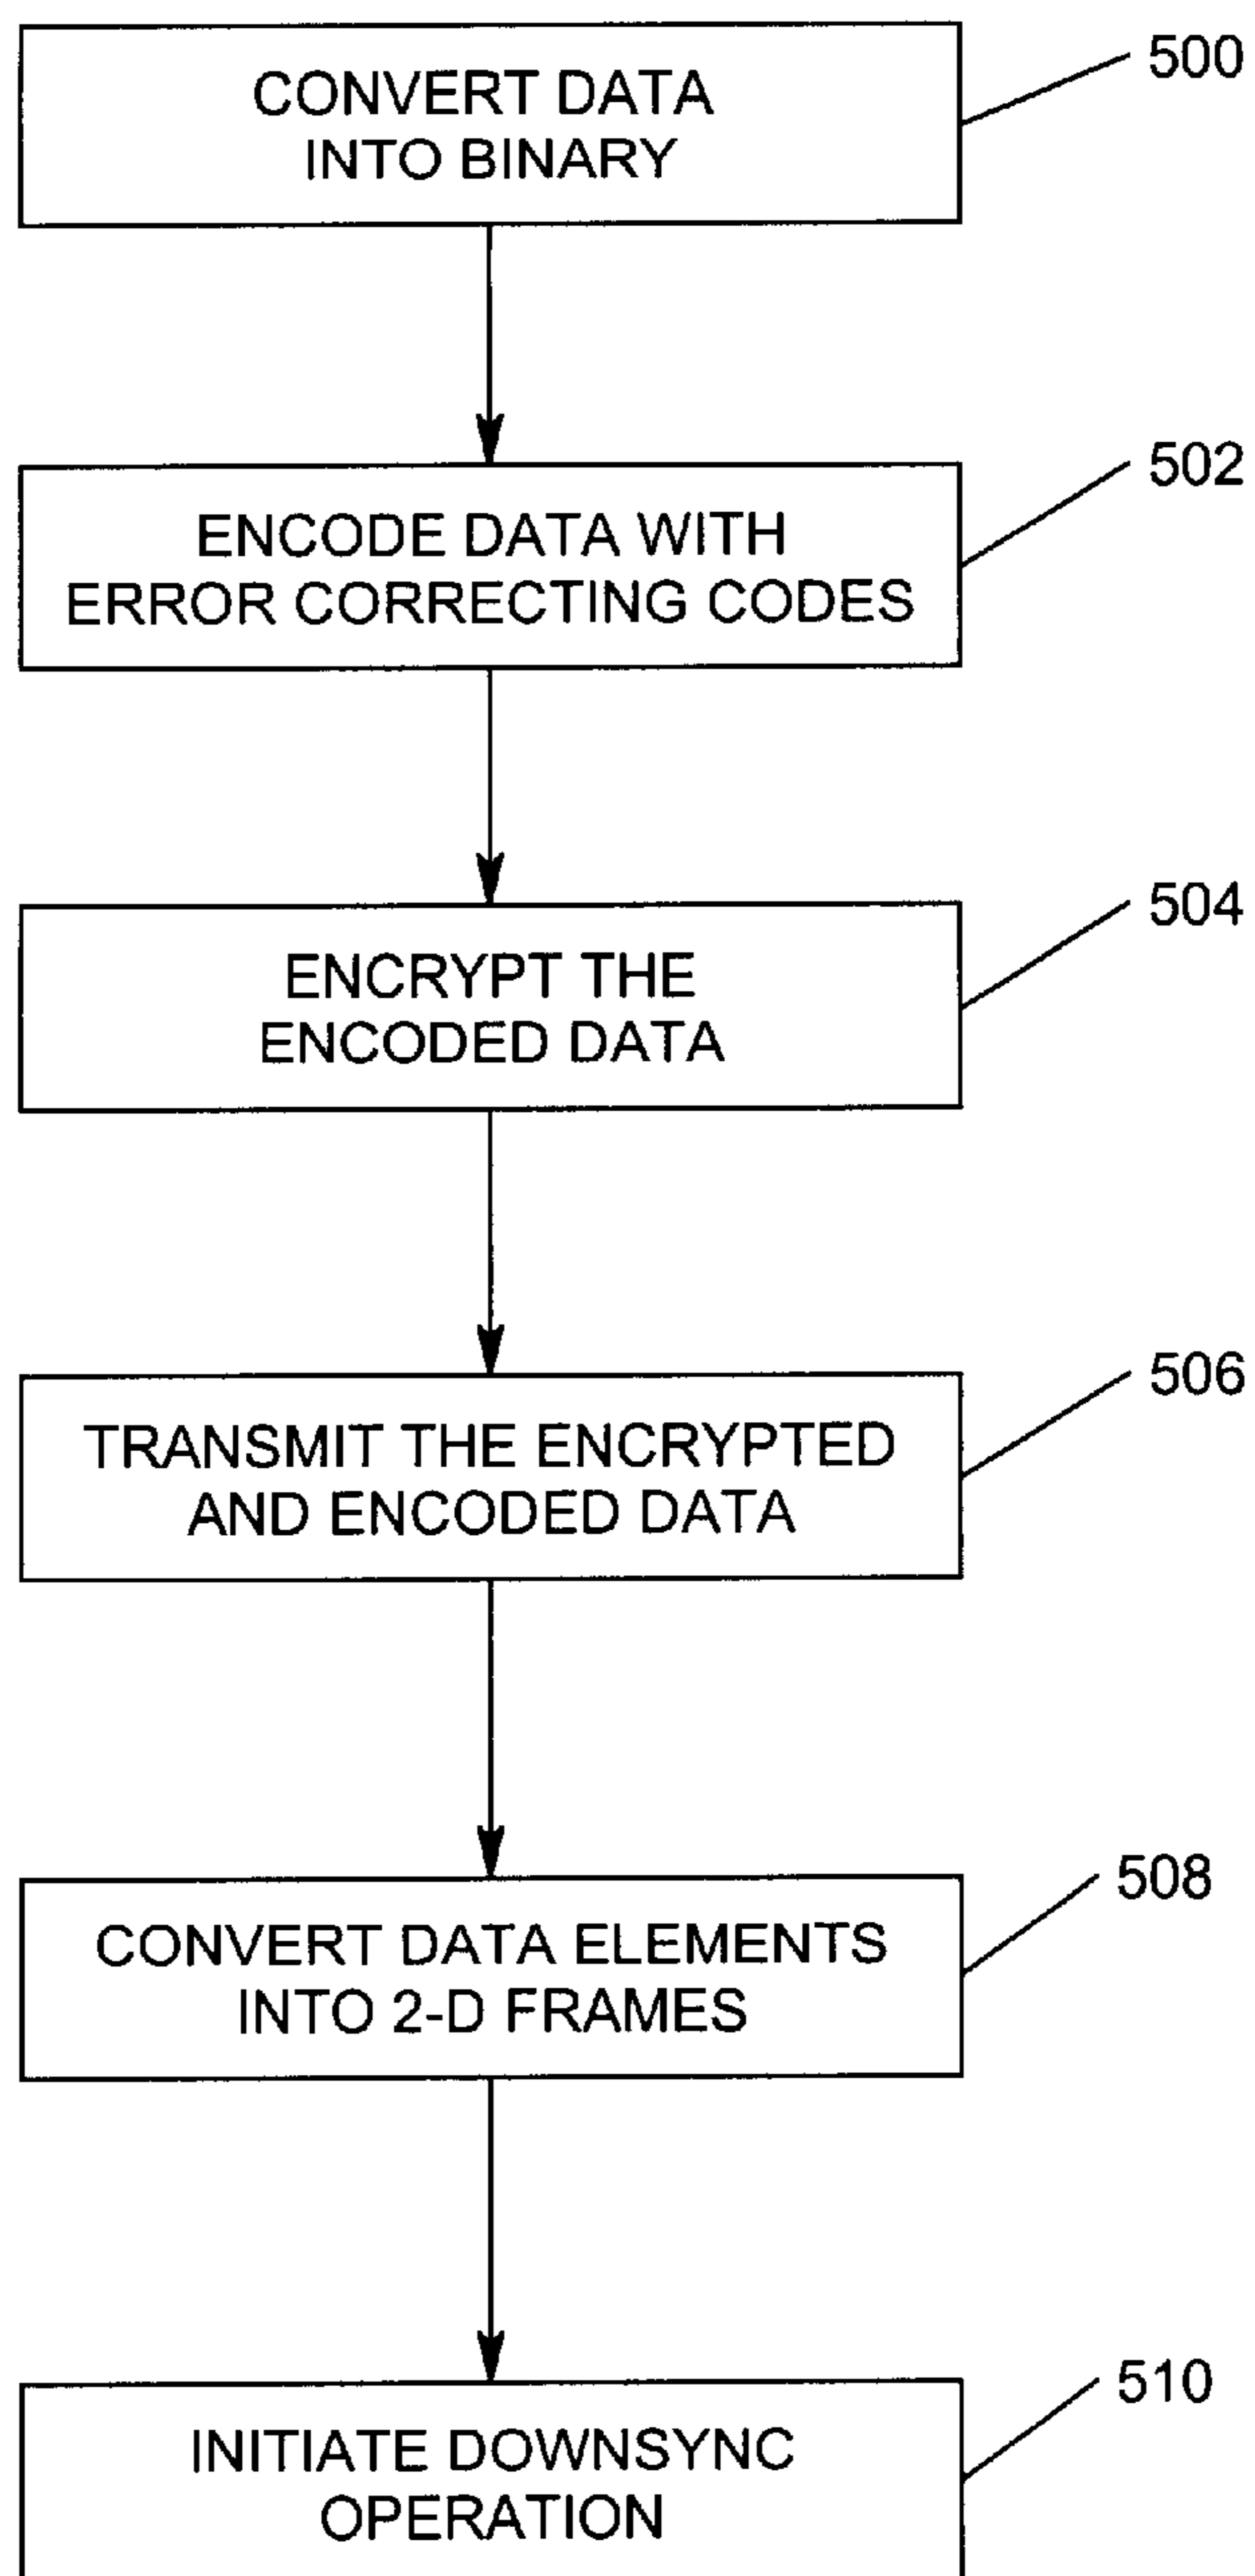 CONVERT DATA
INTO BINARY
500
ENCODE DATA WITH
ERROR CORRECTING CODES
502
ENCRYPT THE
ENCODED DATA
504
TRANSMIT THE ENCRYPTED
AND ENCODED DATA
506
CONVERT DATA ELEMENTS
INTO 2-D FRAMES
508
INITIATE DOWNSYNC
OPERATION
510